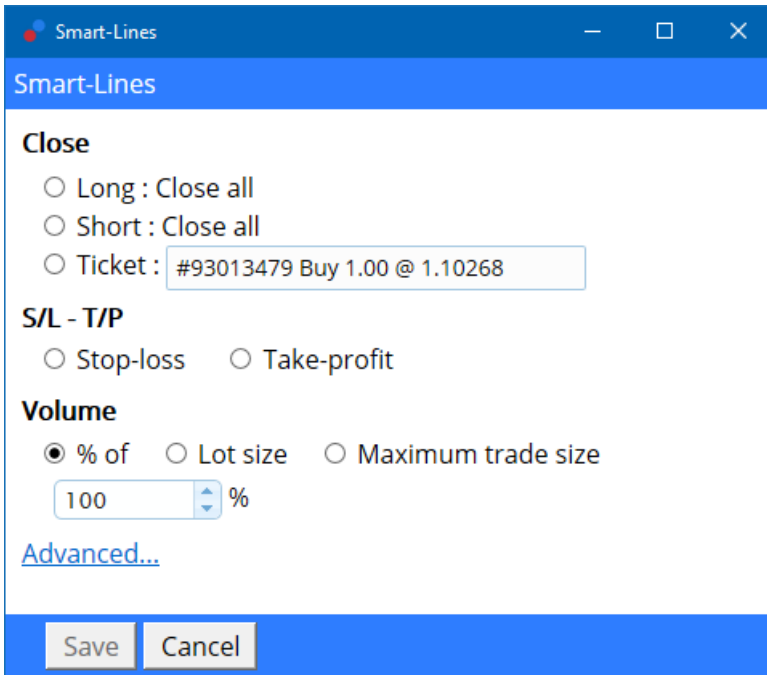 Smart-Lines
Smart-Lines
Close
Long : Close all
Short : Close all
Ticket : #93013479 Buy 1.00 @ 1.10268
S/L - T/P
Stop-loss Take-profit
Volume
% of Lot size Maximum trade size
100 %
Advanced...
Save Cancel